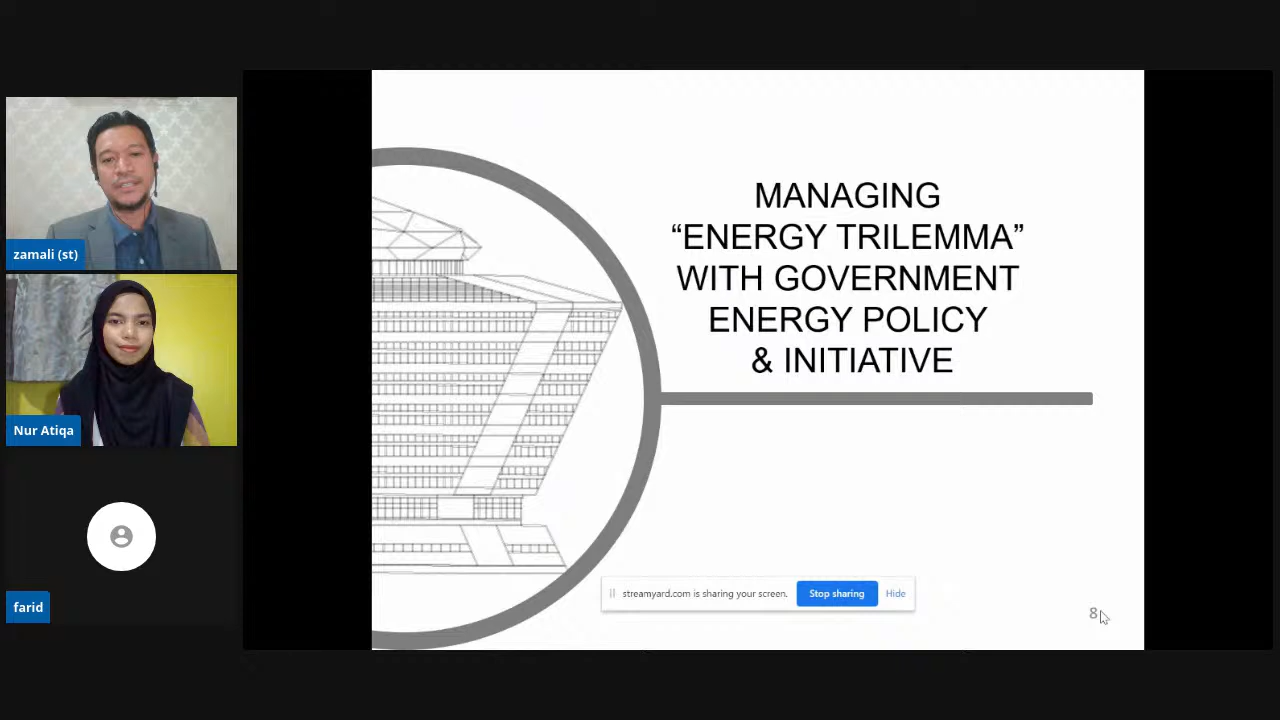 zamali (st)
Nur Atiqa
farid
MANAGING
“ENERGY TRILEMMA”
WITH GOVERNMENT
ENERGY POLICY
& INITIATIVE
streamyard.com is sharing your screen.
Stop sharing
Hide
8